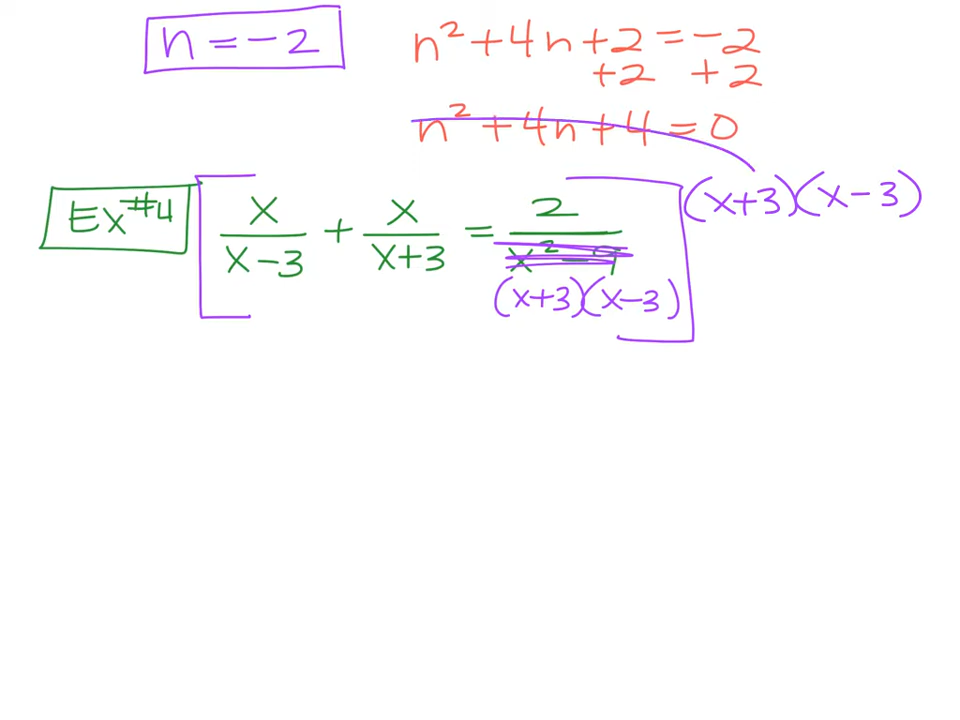 n = -2
n² + 4n + 2 = -2
+2 +2
n² + 4n + 4 = 0
Ex #4 [ x/(x-3) + x/(x+3) = 2/(x² - 9) ] (x+3)(x-3)
(x+3)(x-3)